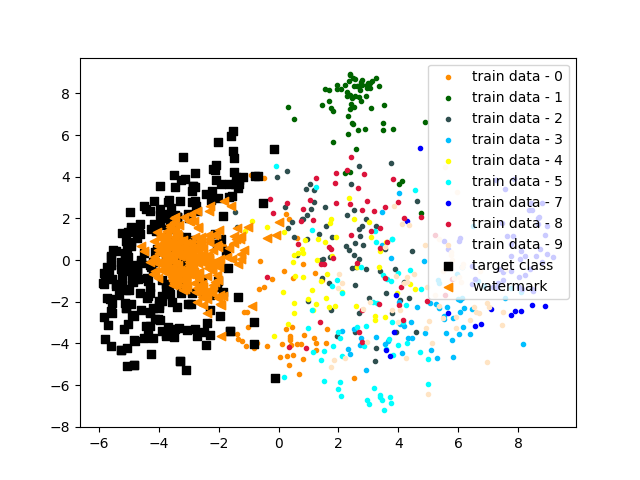 train data - 0
train data - 1
train data - 2
train data - 3
train data - 4
train data - 5
train data - 7
train data - 8
train data - 9
target class
watermark
8
6
4
2
0
−2
−4
−6
−8
−6 −4 −2 0 2 4 6 8